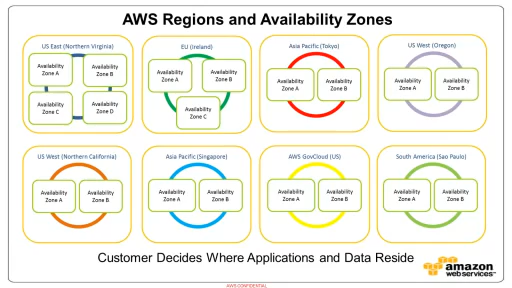 AWS Regions and Availability Zones
US East (Northern Virginia)
Availability
Zone A
Availability
Zone B
Availability
Zone C
Availability
Zone D
EU (Ireland)
Availability
Zone A
Availability
Zone B
Availability
Zone C
Asia Pacific (Tokyo)
Availability
Zone A
Availability
Zone B
US West (Oregon)
Availability
Zone A
Availability
Zone B
US West (Northern California)
Availability
Zone A
Availability
Zone B
Asia Pacific (Singapore)
Availability
Zone A
Availability
Zone B
AWS GovCloud (US)
Availability
Zone A
Availability
Zone B
South America (Sao Paulo)
Availability
Zone A
Availability
Zone B
Customer Decides Where Applications and Data Reside
amazon
web services™
AWS CONFIDENTIAL